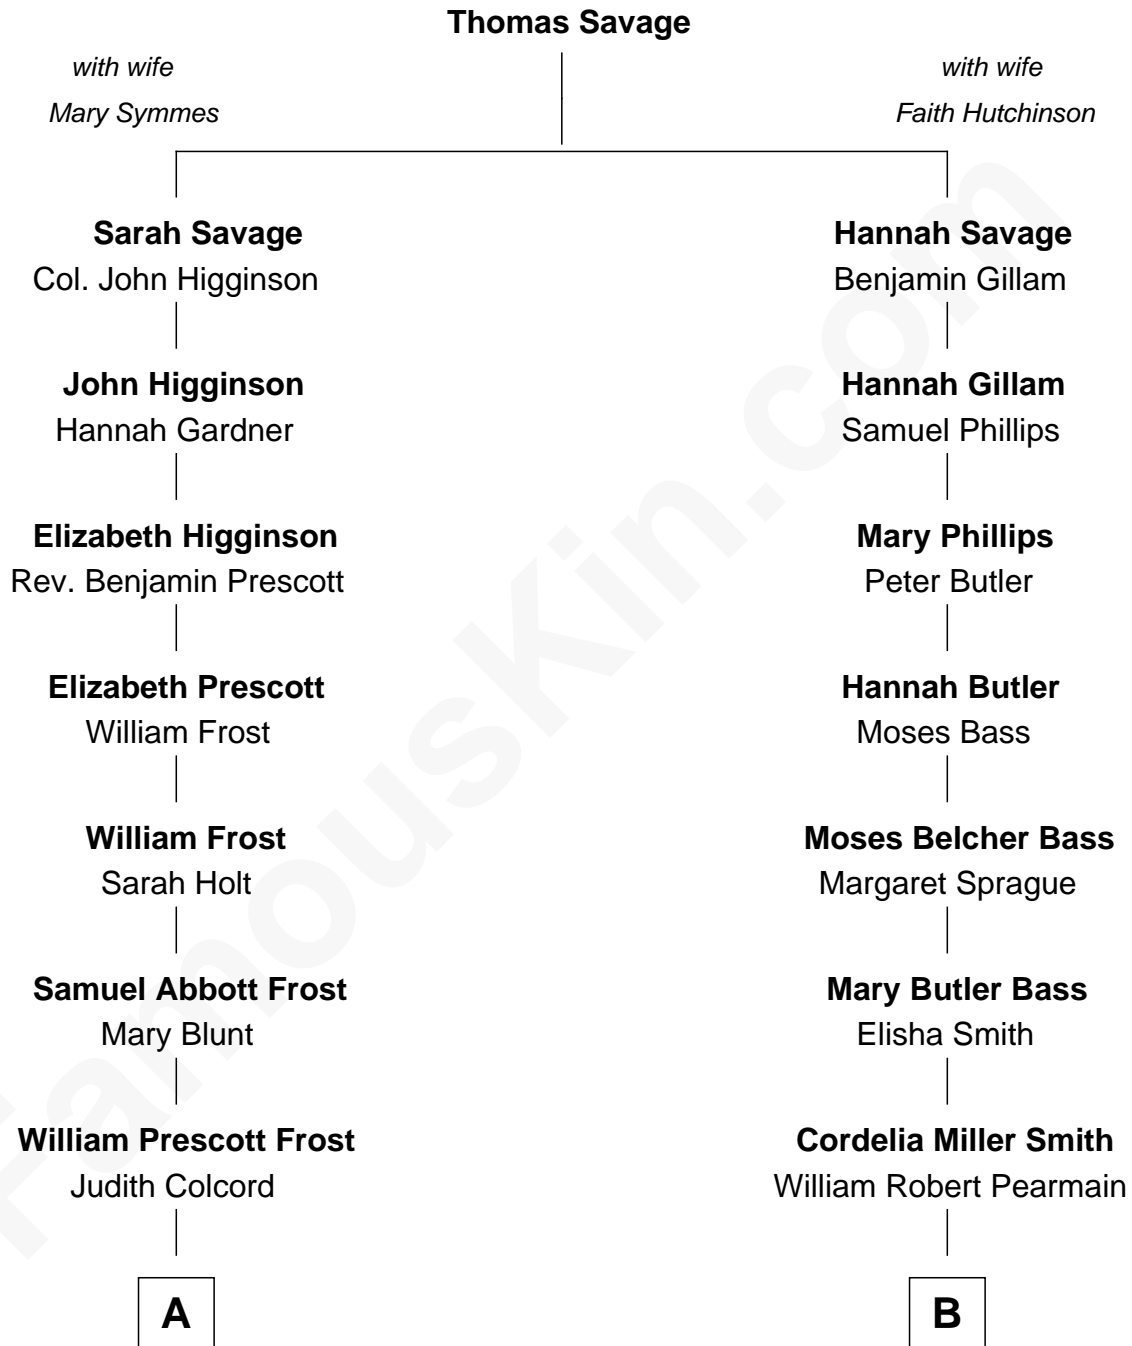 Thomas Savage
with wife
Mary Symmes
with wife
Faith Hutchinson
Sarah Savage
Col. John Higginson
Hannah Savage
Benjamin Gillam
John Higginson
Hannah Gardner
Hannah Gillam
Samuel Phillips
Elizabeth Higginson
Rev. Benjamin Prescott
Mary Phillips
Peter Butler
Elizabeth Prescott
William Frost
Hannah Butler
Moses Bass
William Frost
Sarah Holt
Moses Belcher Bass
Margaret Sprague
Samuel Abbott Frost
Mary Blunt
Mary Butler Bass
Elisha Smith
William Prescott Frost
Judith Colcord
Cordelia Miller Smith
William Robert Pearmain
A
B
FamousKin.com